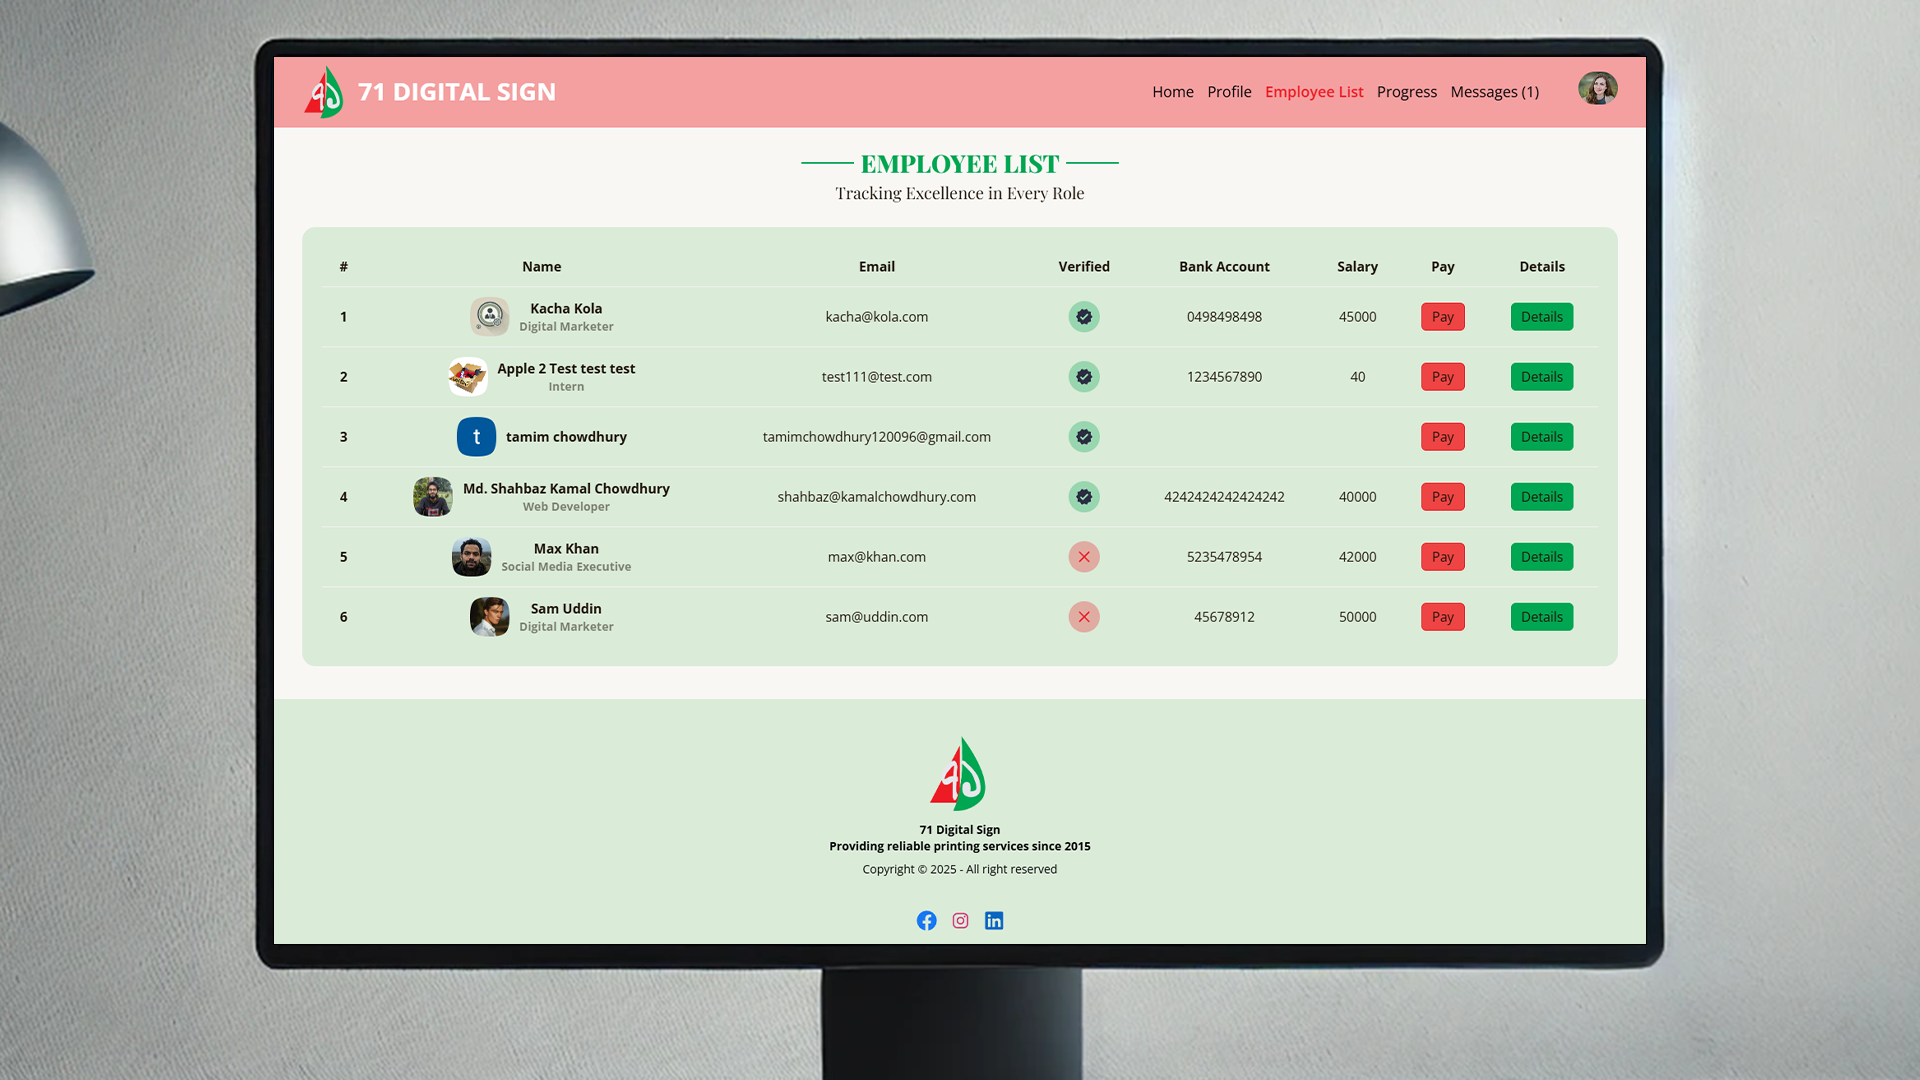 71 DIGITAL SIGN
Home Profile Employee List Progress Messages (1)
EMPLOYEE LIST
Tracking Excellence in Every Role
# Name Email Verified Bank Account Salary Pay Details
1 Kacha Kola kacha@kola.com 0498498498 45000 Pay Details
Digital Marketer
2 Apple 2 Test test test test111@test.com 1234567890 40 Pay Details
Intern
3 t tamim chowdhury tamimchowdhury120096@gmail.com Pay Details
4 Md. Shahbaz Kamal Chowdhury shahbaz@kamalchowdhury.com 4242424242424242 40000 Pay Details
Web Developer
5 Max Khan max@khan.com 5235478954 42000 Pay Details
Social Media Executive
6 Sam Uddin sam@uddin.com 45678912 50000 Pay Details
Digital Marketer
71 Digital Sign
Providing reliable printing services since 2015
Copyright © 2025 - All right reserved